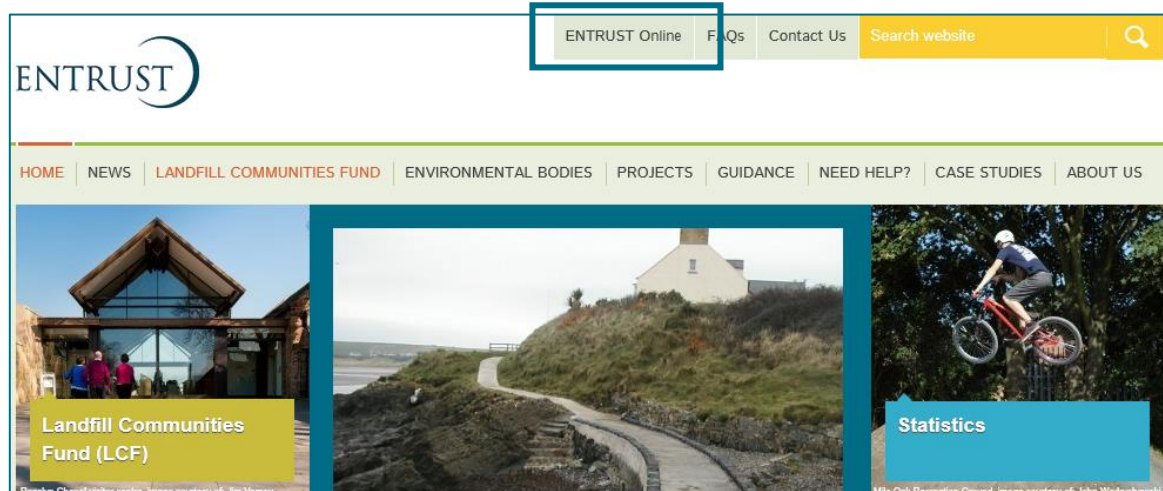 ENTRUST Online FAQs Contact Us Search website
ENTRUST
HOME NEWS LANDFILL COMMUNITIES FUND ENVIRONMENTAL BODIES PROJECTS GUIDANCE NEED HELP? CASE STUDIES ABOUT US
Landfill Communities
Fund (LCF)
Statistics